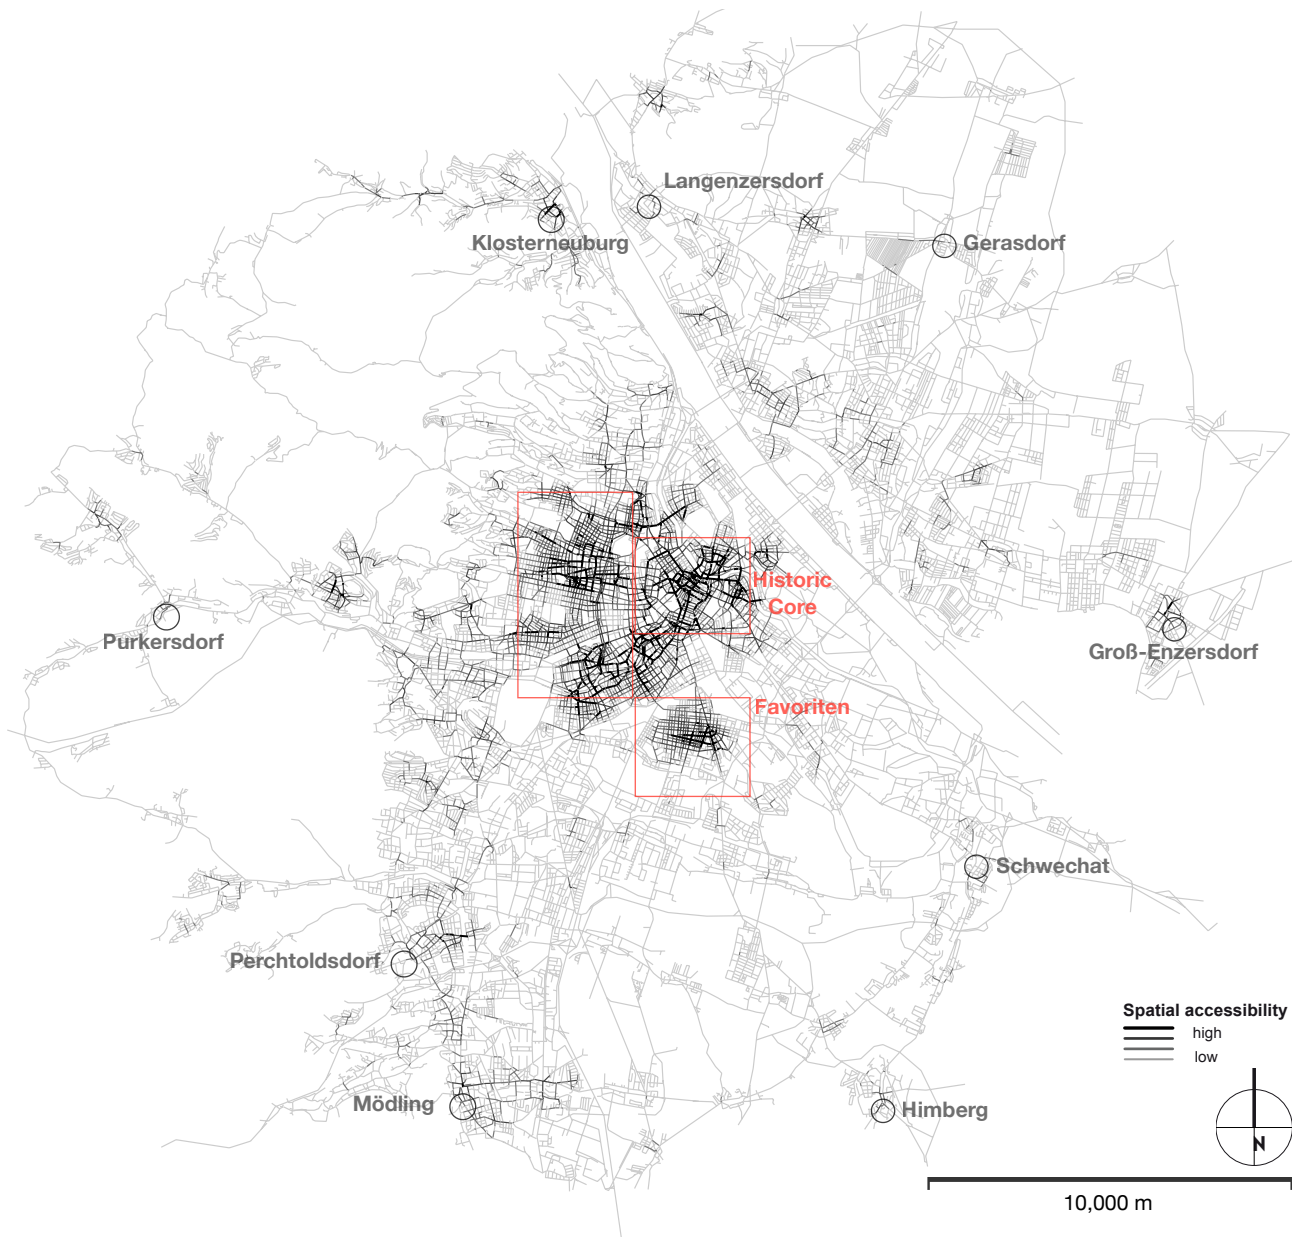 Langenzersdorf
Klosterneuburg
Gerasdorf
Historic
Core
Purkersdorf
Groß-Enzersdorf
Favoriten
Schwechat
Perchtoldsdorf
Spatial accessibility
high
low
Mödling
Himberg
N
10,000 m